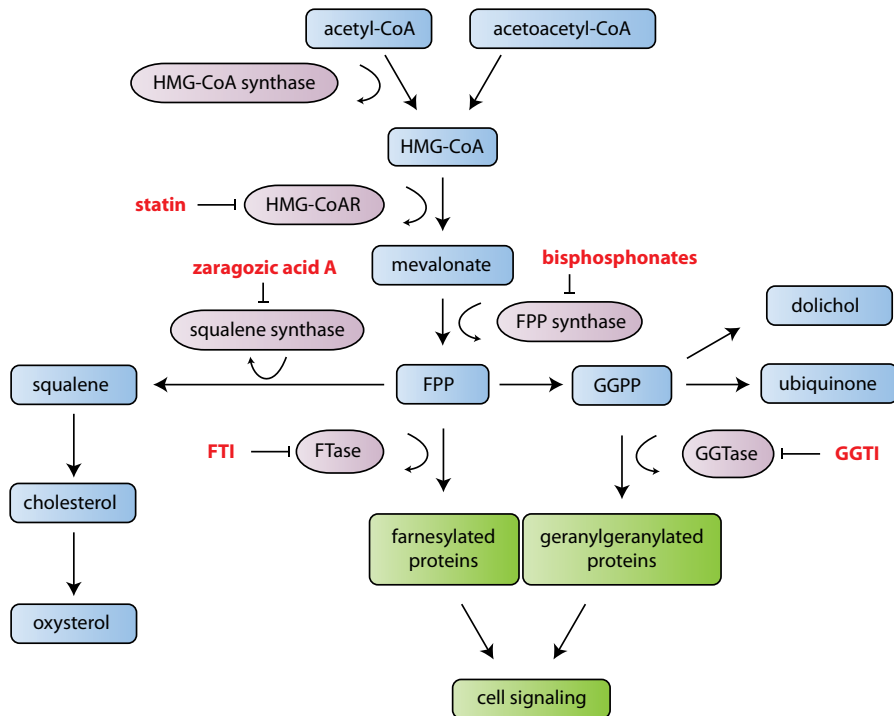 acetyl-CoA
acetoacetyl-CoA
HMG-CoA synthase
HMG-CoA
statin
HMG-CoAR
zaragozic acid A
mevalonate
bisphosphonates
squalene synthase
FPP synthase
dolichol
squalene
FPP
GGPP
ubiquinone
FTI
FTase
GGTase
GGTI
cholesterol
farnesylated
proteins
geranylgeranylated
proteins
oxysterol
cell signaling